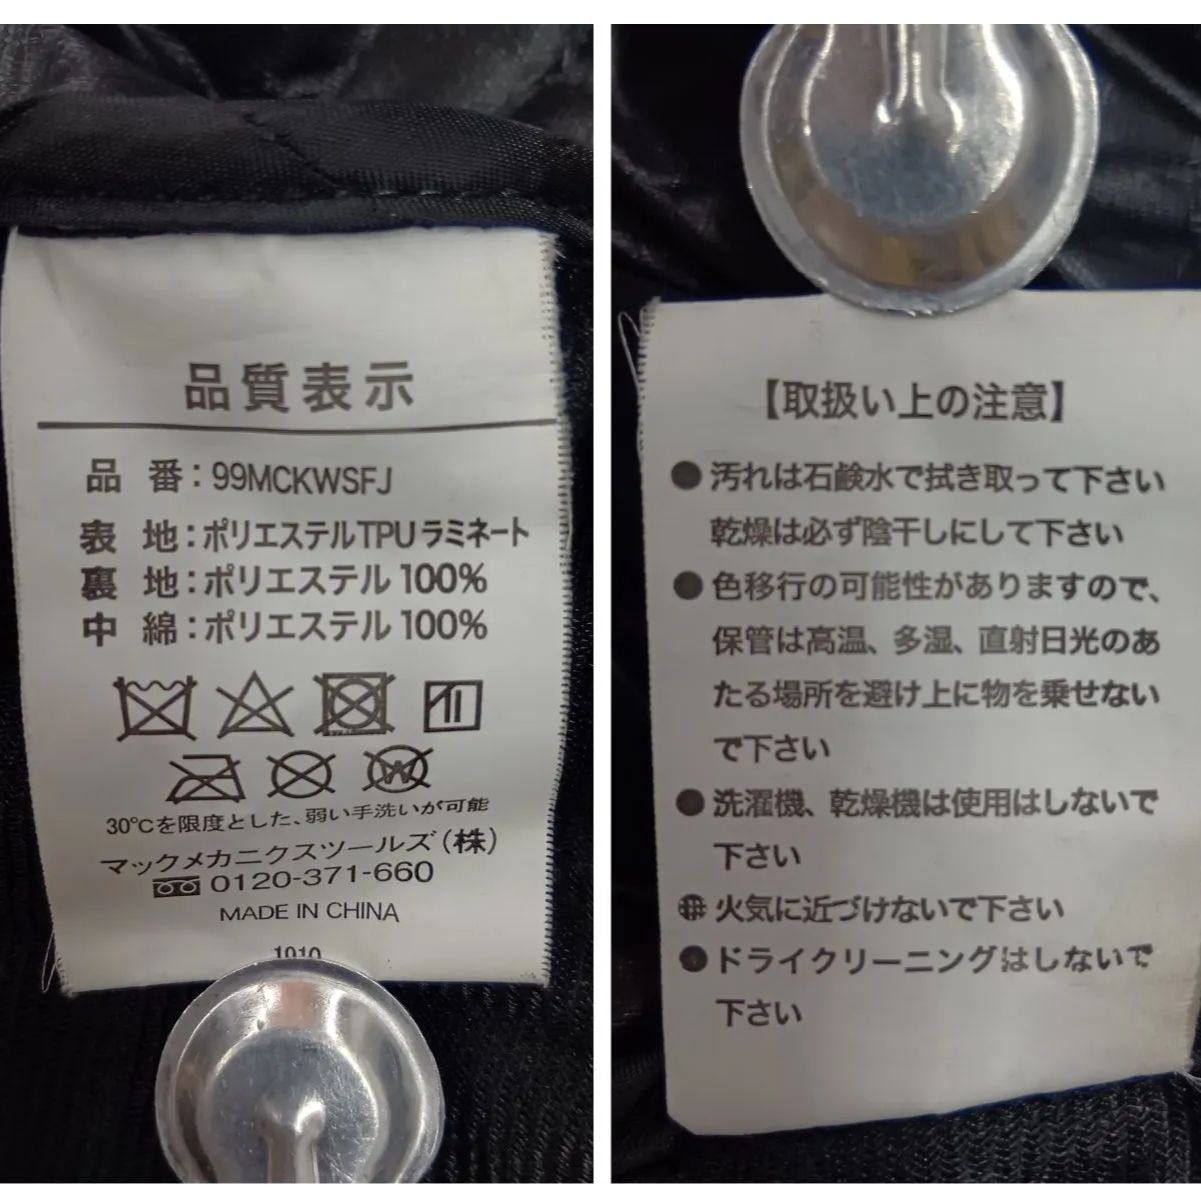 品質表示
品 番：99MCKWSFJ
表 地：ポリエステルTPUラミネート
裏 地：ポリエステル100%
中 綿：ポリエステル100%
W
30℃を限度とした、弱い手洗いが可能
マックメカニクスツールズ（株）
0120-371-660
MADE IN CHINA
1910
【取扱い上の注意】
●汚れは石鹸水で拭き取って下さい
乾燥は必ず陰干しにして下さい
●色移行の可能性がありますので、
保管は高温、多湿、直射日光のあ
たる場所を避け上に物を乗せない
で下さい
●洗濯機、乾燥機は使用はしないで
下さい
●火気に近づけないで下さい
●ドライクリーニングはしないで
下さい